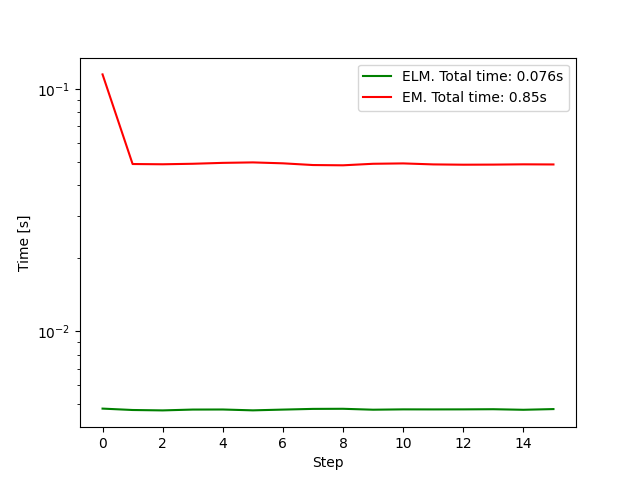 ELM. Total time: 0.076s
EM. Total time: 0.85s
10⁻¹
10⁻²
Time [s]
0 2 4 6 8 10 12 14
Step